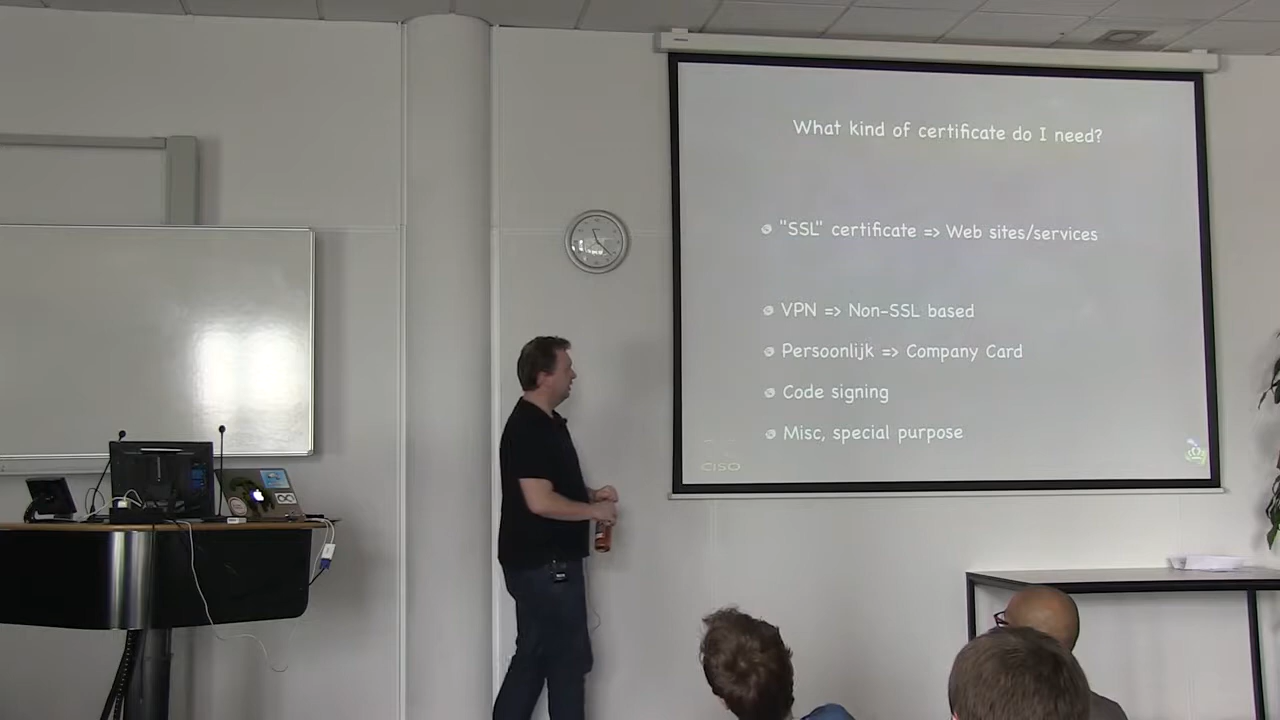 What kind of certificate do I need?
"SSL" certificate => Web sites/services
VPN => Non-SSL based
Persoonlijk => Company Card
Code signing
Misc, special purpose
CISO